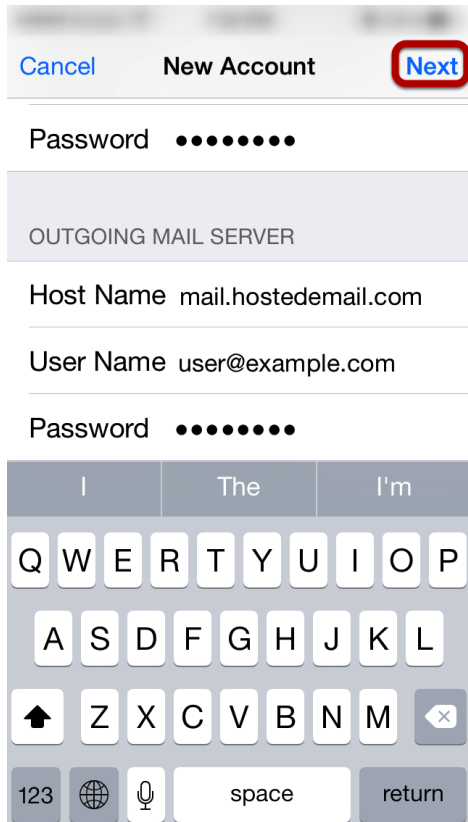 Cancel New Account Next
Password ●●●●●●●●
OUTGOING MAIL SERVER
Host Name mail.hostedemail.com
User Name user@example.com
Password ●●●●●●●●
I The I'm
Q W E R T Y U I O P
A S D F G H J K L
Z X C V B N M
123 space return